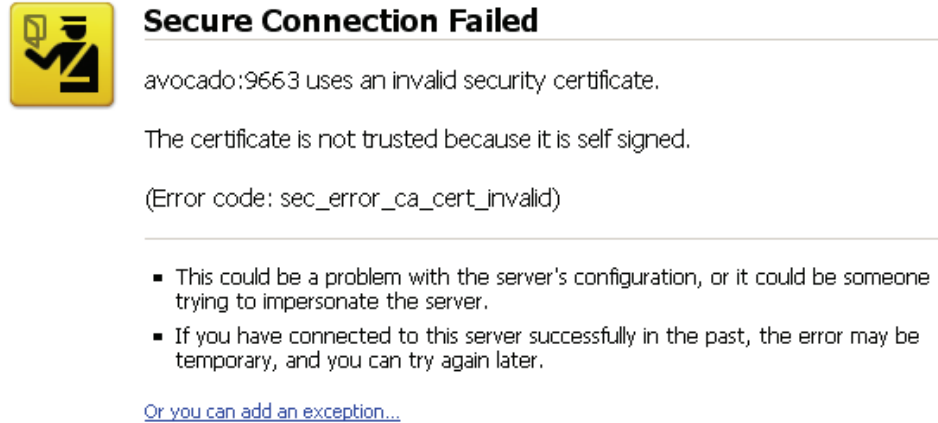 Secure Connection Failed
avocado:9663 uses an invalid security certificate.
The certificate is not trusted because it is self signed.
(Error code: sec_error_ca_cert_invalid)
▪ This could be a problem with the server's configuration, or it could be someone
trying to impersonate the server.
▪ If you have connected to this server successfully in the past, the error may be
temporary, and you can try again later.
Or you can add an exception...